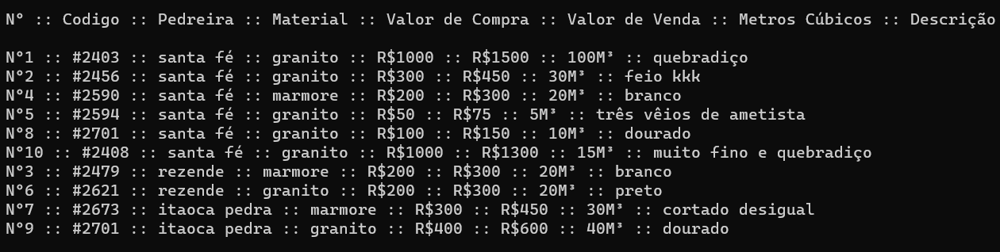 N° :: Codigo :: Pedreira :: Material :: Valor de Compra :: Valor de Venda :: Metros Cúbicos :: Descrição
N°1 :: #2403 :: santa fé :: granito :: R$1000 :: R$1500 :: 100M³ :: quebradiço
N°2 :: #2456 :: santa fé :: granito :: R$300 :: R$450 :: 30M³ :: feio kkk
N°4 :: #2590 :: santa fé :: marmore :: R$200 :: R$300 :: 20M³ :: branco
N°5 :: #2594 :: santa fé :: granito :: R$50 :: R$75 :: 5M³ :: três vêios de ametista
N°8 :: #2701 :: santa fé :: granito :: R$100 :: R$150 :: 10M³ :: dourado
N°10 :: #2408 :: santa fé :: granito :: R$1000 :: R$1300 :: 15M³ :: muito fino e quebradiço
N°3 :: #2479 :: rezende :: marmore :: R$200 :: R$300 :: 20M³ :: branco
N°6 :: #2621 :: rezende :: granito :: R$200 :: R$300 :: 20M³ :: preto
N°7 :: #2673 :: itaoca pedra :: marmore :: R$300 :: R$450 :: 30M³ :: cortado desigual
N°9 :: #2701 :: itaoca pedra :: granito :: R$400 :: R$600 :: 40M³ :: dourado